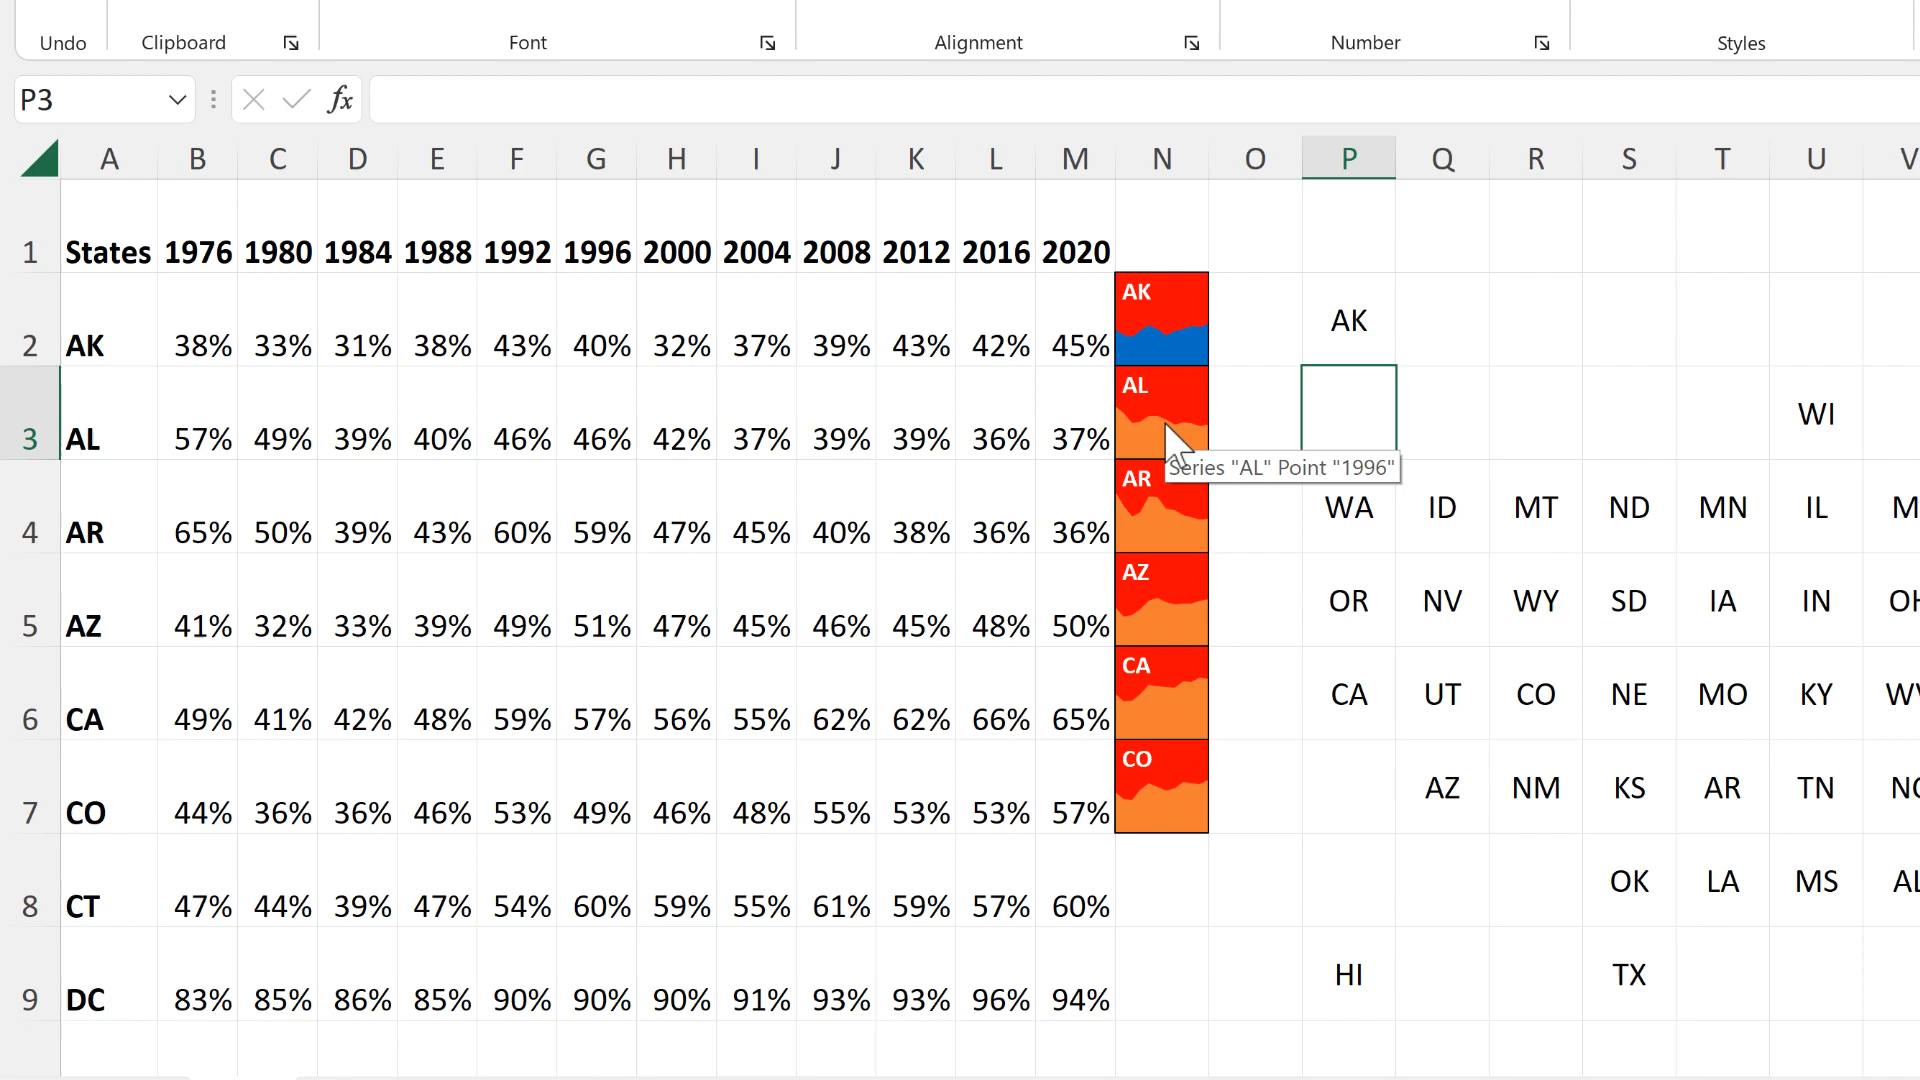 Undo Clipboard Font Alignment Number Styles
P3 fx
A B C D E F G H I J K L M N O P Q R S T U V
1 States 1976 1980 1984 1988 1992 1996 2000 2004 2008 2012 2016 2020
AK
2 AK 38% 33% 31% 38% 43% 40% 32% 37% 39% 43% 42% 45% AK
AL
3 AL 57% 49% 39% 40% 46% 46% 42% 37% 39% 39% 36% 37% WI
Series "AL" Point "1996"
AR
4 AR 65% 50% 39% 43% 60% 59% 47% 45% 40% 38% 36% 36% WA ID MT ND MN IL
AZ
5 AZ 41% 32% 33% 39% 49% 51% 47% 45% 46% 45% 48% 50% OR NV WY SD IA IN OH
CA
6 CA 49% 41% 42% 48% 59% 57% 56% 55% 62% 62% 66% 65% CA UT CO NE MO KY WV
CO
7 CO 44% 36% 36% 46% 53% 49% 46% 48% 55% 53% 53% 57% AZ NM KS AR TN NC
8 CT 47% 44% 39% 47% 54% 60% 59% 55% 61% 59% 57% 60% OK LA MS AL
9 DC 83% 85% 86% 85% 90% 90% 90% 91% 93% 93% 96% 94% HI TX